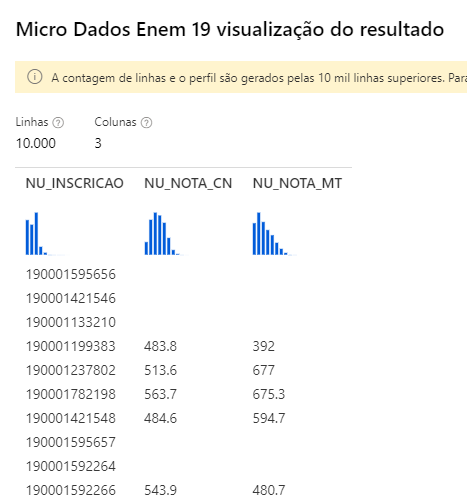 Micro Dados Enem 19 visualização do resultado
A contagem de linhas e o perfil são gerados pelas 10 mil linhas superiores. Para
Linhas Colunas
10.000 3
NU_INSCRICAO NU_NOTA_CN NU_NOTA_MT
190001595656
190001421546
190001133210
190001199383 483.8 392
190001237802 513.6 677
190001782198 563.7 675.3
190001421548 484.6 594.7
190001595657
190001592264
190001592266 543.9 480.7